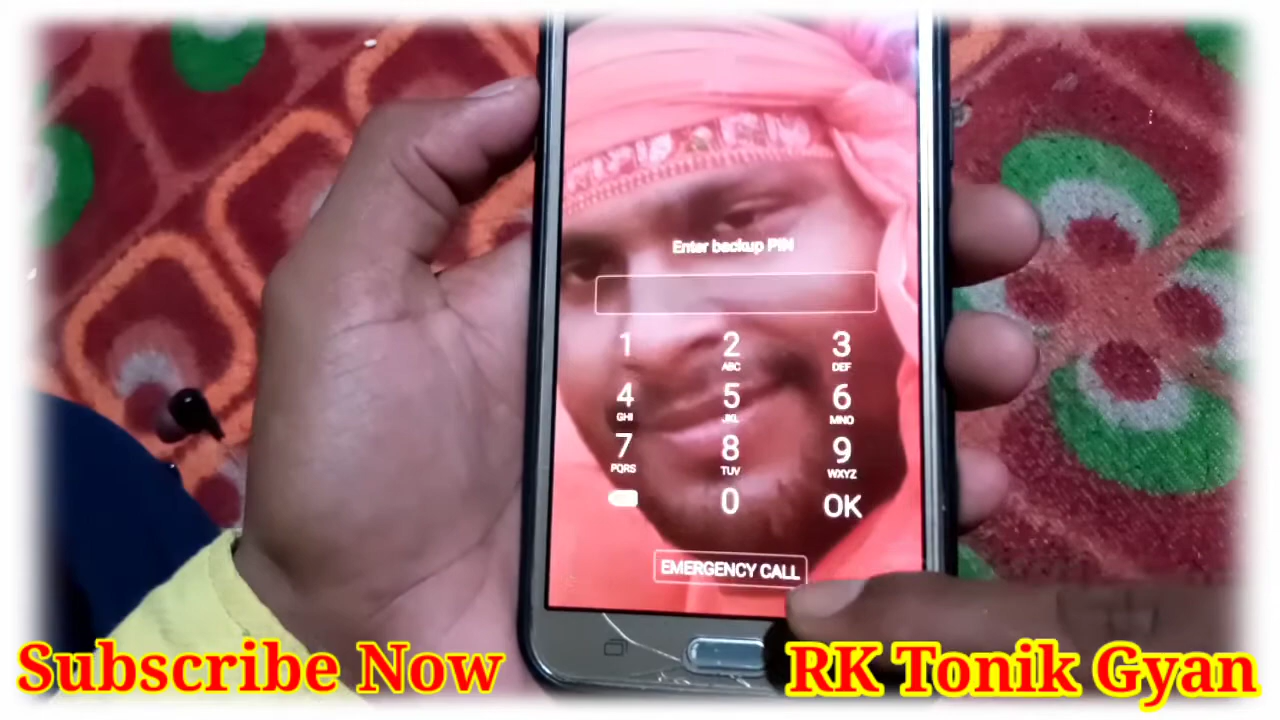 Enter backup PIN
1 2 3
ABC DEF
4 5 6
GHI JKL MNO
7 8 9
PQRS TUV WXYZ
0 OK
EMERGENCY CALL
Subscribe Now RK Tonik Gyan